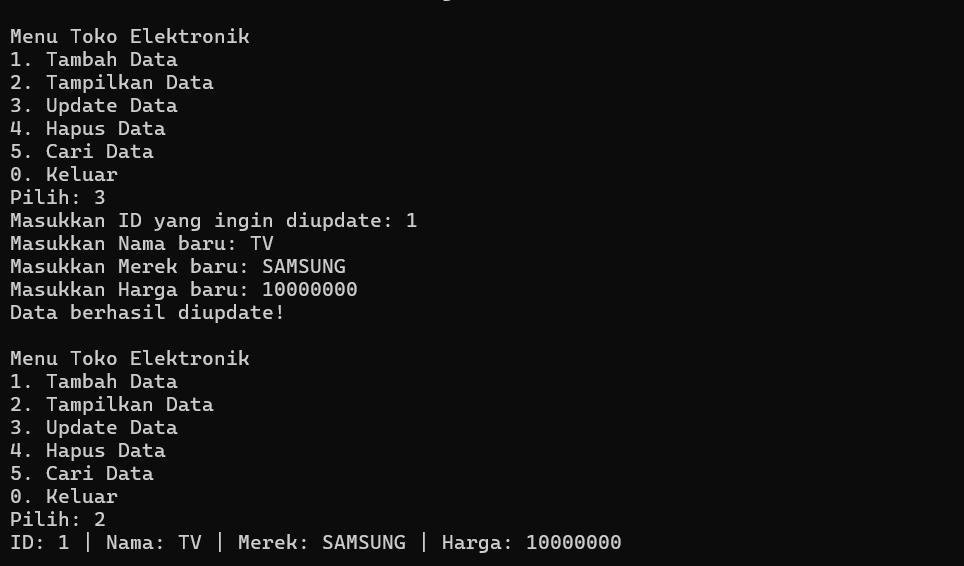 Menu Toko Elektronik
1. Tambah Data
2. Tampilkan Data
3. Update Data
4. Hapus Data
5. Cari Data
0. Keluar
Pilih: 3
Masukkan ID yang ingin diupdate: 1
Masukkan Nama baru: TV
Masukkan Merek baru: SAMSUNG
Masukkan Harga baru: 10000000
Data berhasil diupdate!
Menu Toko Elektronik
1. Tambah Data
2. Tampilkan Data
3. Update Data
4. Hapus Data
5. Cari Data
0. Keluar
Pilih: 2
ID: 1 | Nama: TV | Merek: SAMSUNG | Harga: 10000000